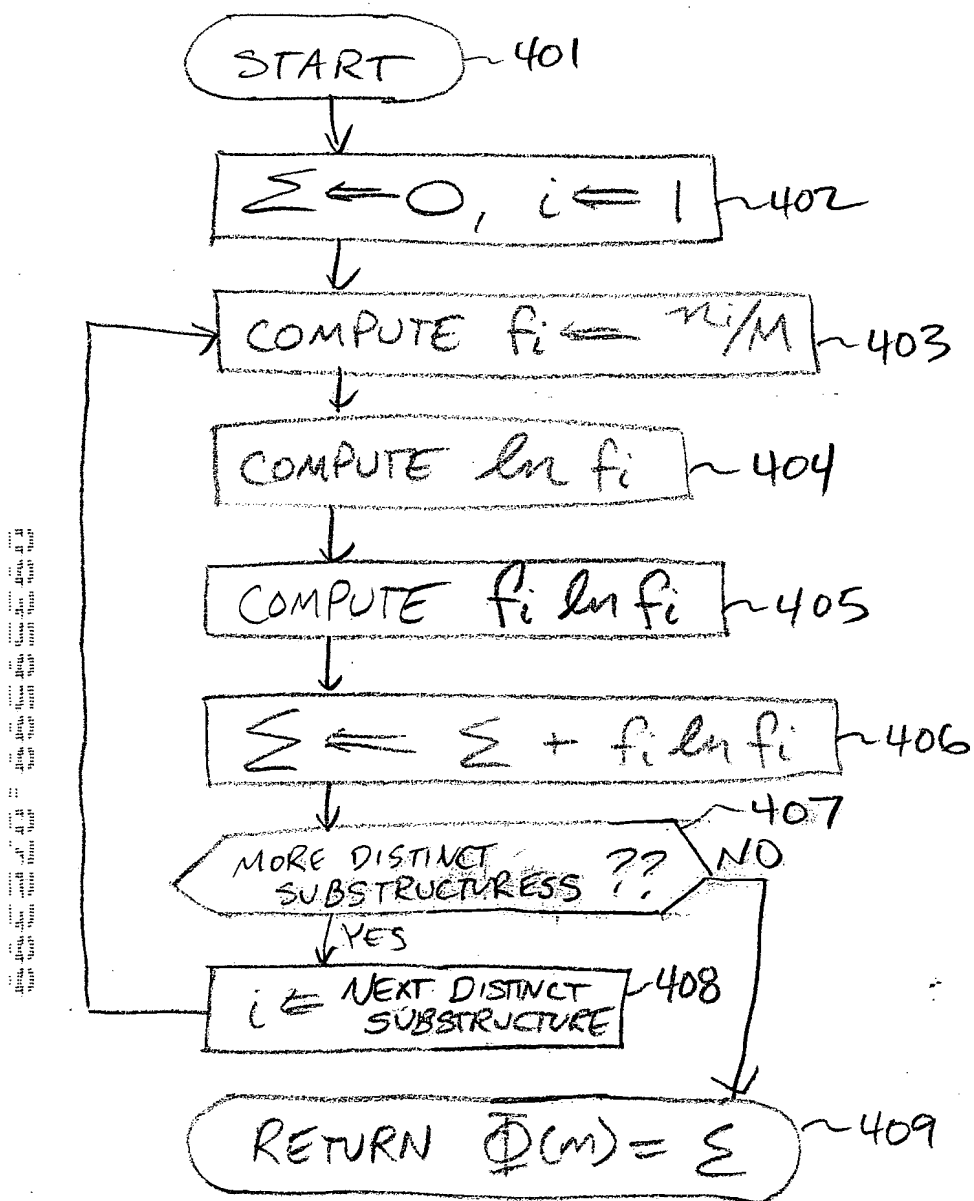 START 401
Σ ⇐ 0, i ⇐ 1 402
COMPUTE fi ⇐ ni/M 403
COMPUTE ln fi 404
COMPUTE fi ln fi 405
Σ ⇐ Σ + fi ln fi 406
407
MORE DISTINCT
SUBSTRUCTURESS ??
NO
YES
i ⇐ NEXT DISTINCT
SUBSTRUCTURE
408
RETURN Φ(m) = Σ 409